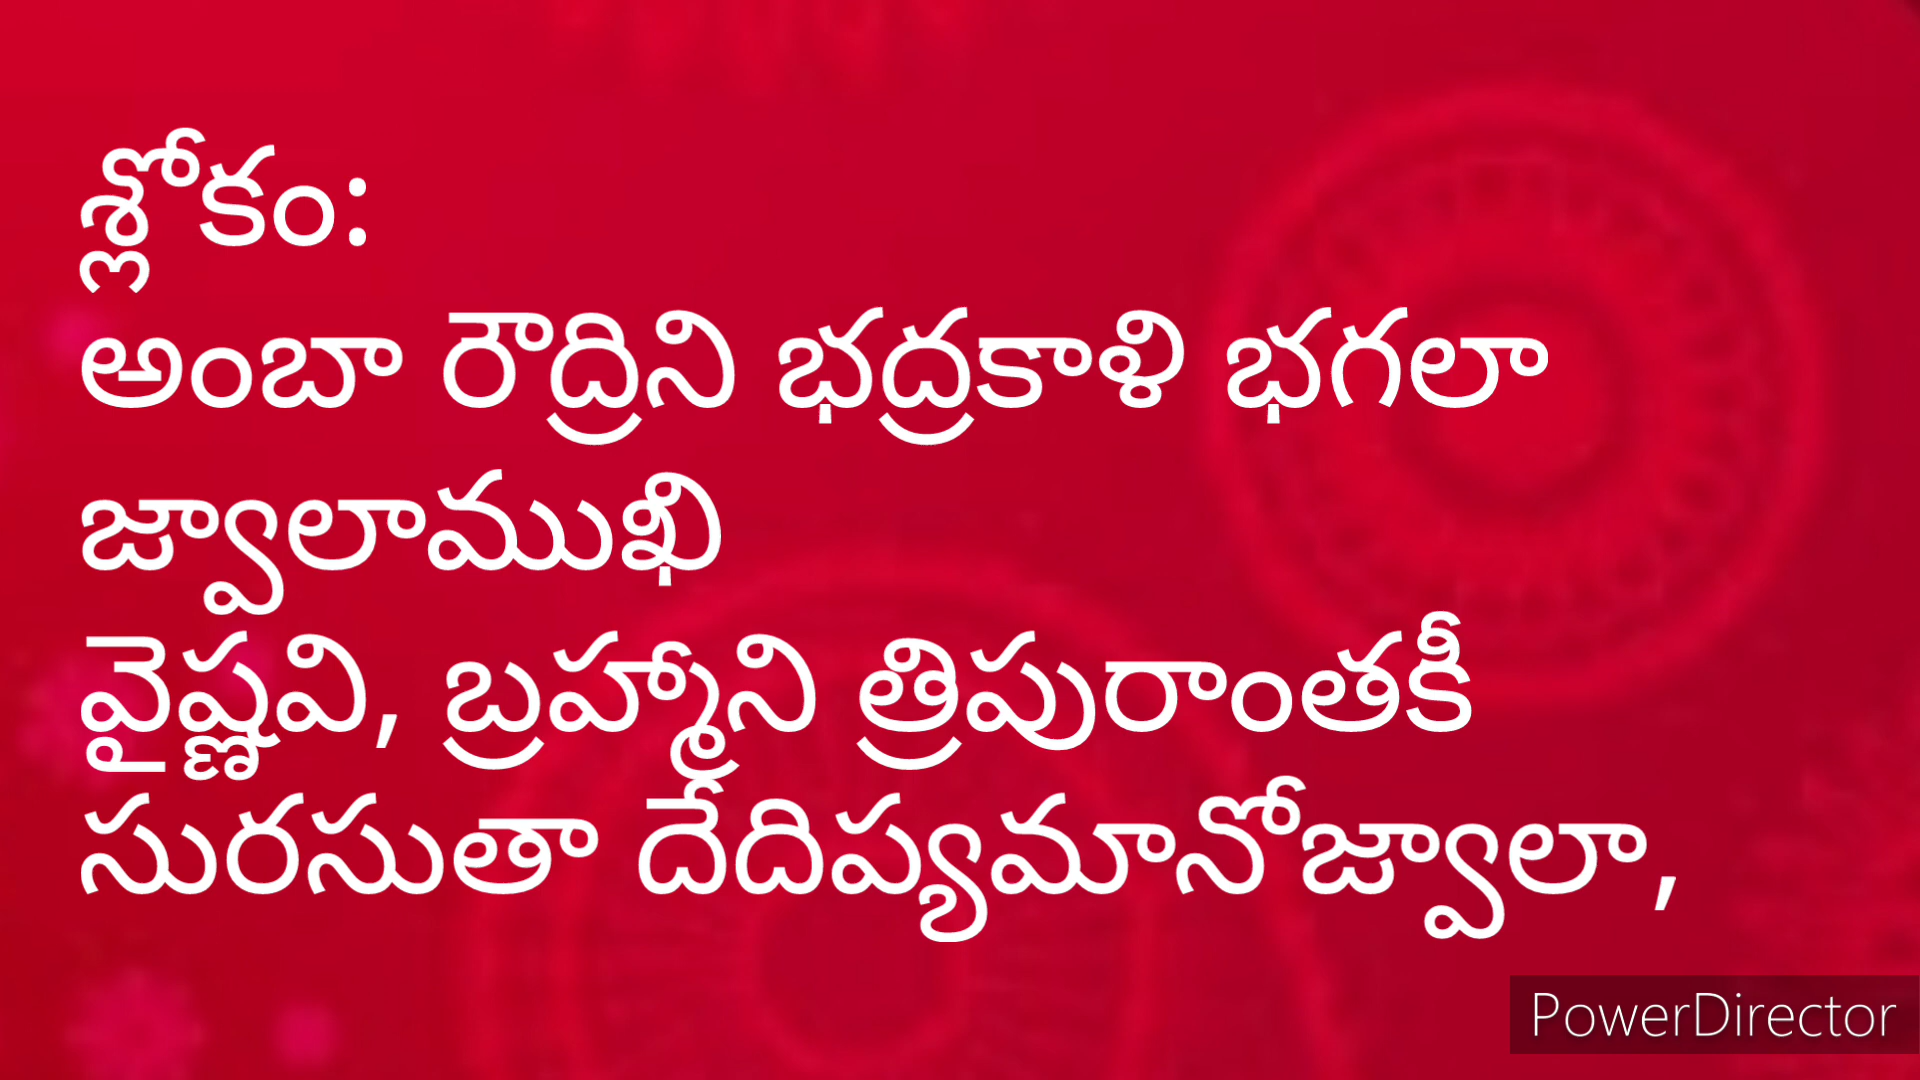 శ్లోకం:
అంబా రౌద్రిని భద్రకాళి భగలా
జ్వాలాముఖి
వైష్ణవి, బ్రహ్మాని త్రిపురాంతకీ
సురసుతా దేదిప్యమానోజ్వాలా,
PowerDirector